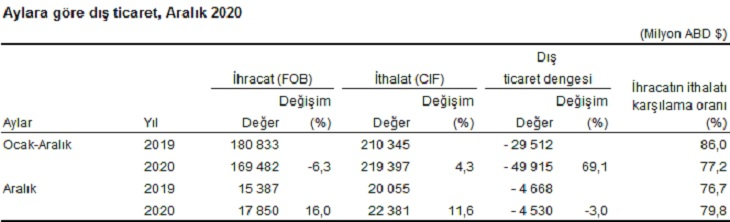 Aylara göre dış ticaret, Aralık 2020
(Milyon ABD $)
Dış
İhracat (FOB) İthalat (CIF) ticaret dengesi İhracatın ithalatı
Değişim Değişim Değişim karşılama oranı
Aylar Yıl Değer (%) Değer (%) Değer (%) (%)
Ocak-Aralık 2019 180 833 210 345 - 29 512 86,0
2020 169 482 -6,3 219 397 4,3 - 49 915 69,1 77,2
Aralık 2019 15 387 20 055 - 4 668 76,7
2020 17 850 16,0 22 381 11,6 - 4 530 -3,0 79,8